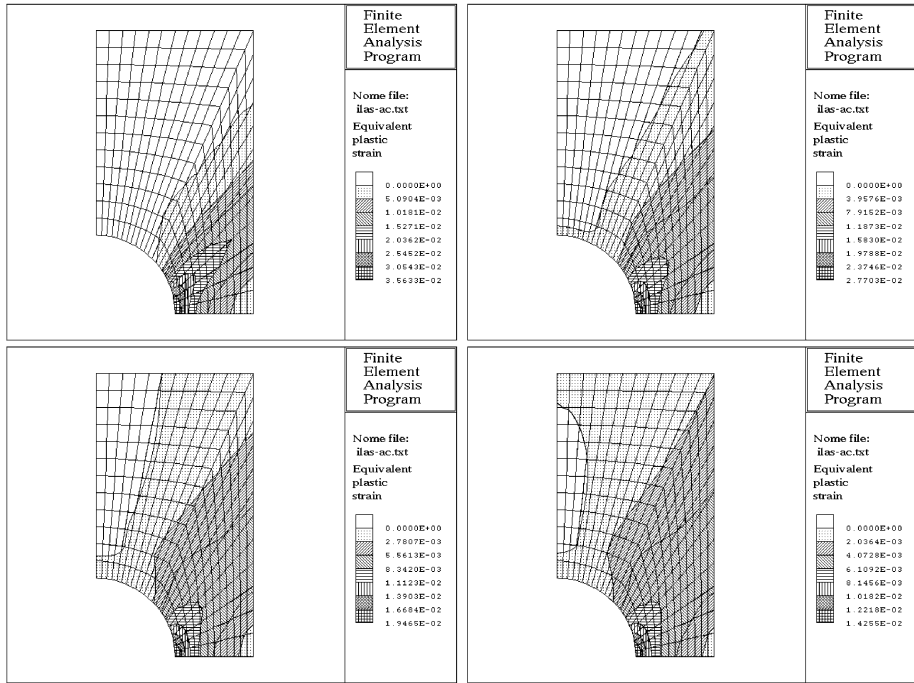 Finite
Element
Analysis
Program
Nome file:
ilas-ac.txt
Equivalent
plastic
strain
0.0000E+00
5.0904E-03
1.0181E-02
1.5271E-02
2.0362E-02
2.5452E-02
3.0543E-02
3.5633E-02
Finite
Element
Analysis
Program
Nome file:
ilas-ac.txt
Equivalent
plastic
strain
0.0000E+00
3.9576E-03
7.9152E-03
1.1873E-02
1.5830E-02
1.9788E-02
2.3746E-02
2.7703E-02
Finite
Element
Analysis
Program
Nome file:
ilas-ac.txt
Equivalent
plastic
strain
0.0000E+00
2.7807E-03
5.5613E-03
8.3420E-03
1.1123E-02
1.3903E-02
1.6684E-02
1.9465E-02
Finite
Element
Analysis
Program
Nome file:
ilas-ac.txt
Equivalent
plastic
strain
0.0000E+00
2.0364E-03
4.0728E-03
6.1092E-03
8.1456E-03
1.0182E-02
1.2218E-02
1.4255E-02